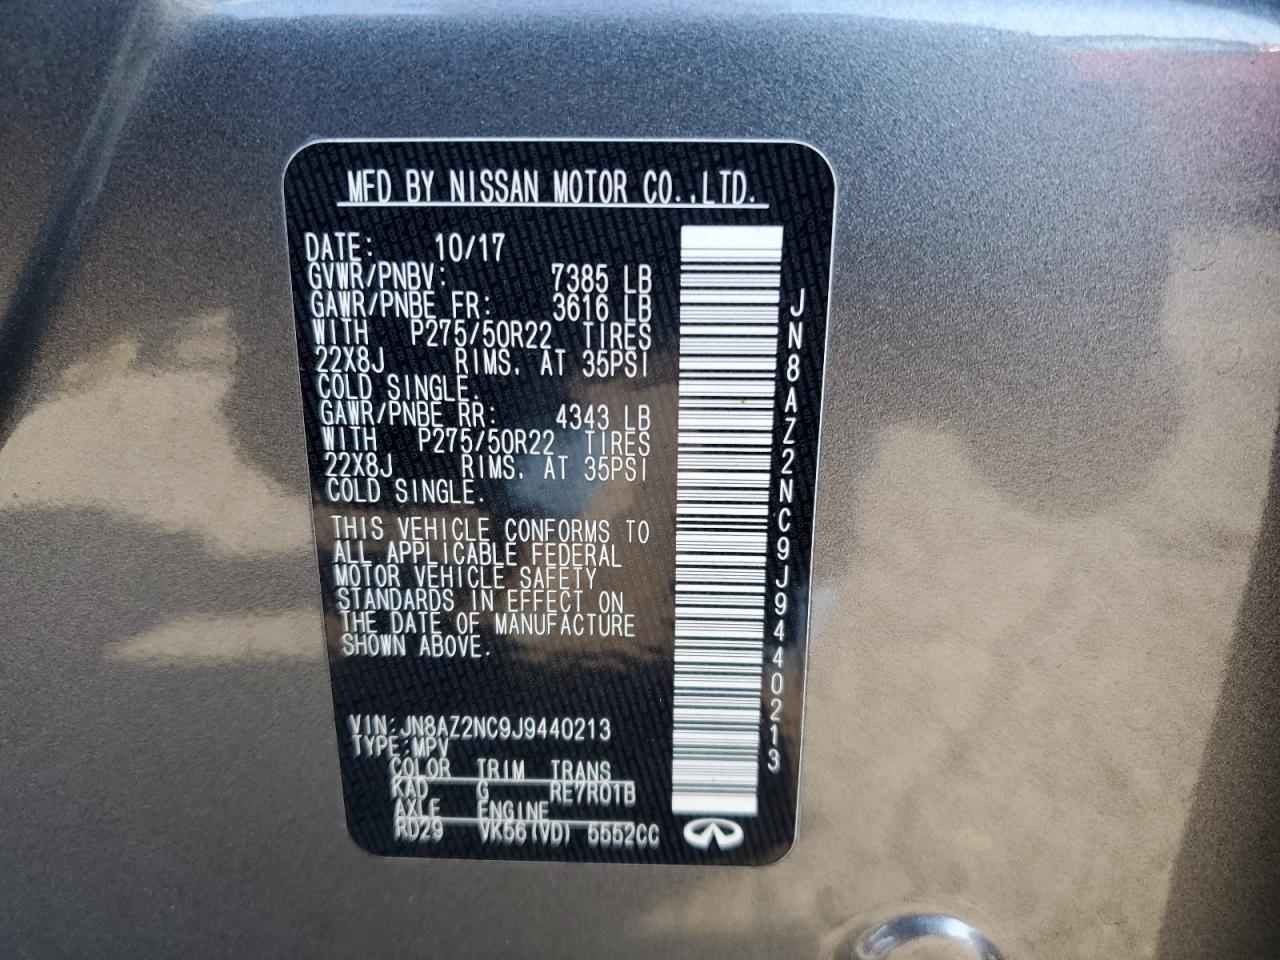 MFD BY NISSAN MOTOR CO.,LTD.
DATE: 10/17
GVWR/PNBV: 7385 LB
GAWR/PNBE FR: 3616 LB
WITH P275/50R22 TIRES
22X8J RIMS, AT 35PSI
COLD SINGLE.
GAWR/PNBE RR: 4343 LB
WITH P275/50R22 TIRES
22X8J RIMS, AT 35PSI
COLD SINGLE.
THIS VEHICLE CONFORMS TO
ALL APPLICABLE FEDERAL
MOTOR VEHICLE SAFETY
STANDARDS IN EFFECT ON
THE DATE OF MANUFACTURE
SHOWN ABOVE.
VIN:JN8AZ2NC9J9440213
TYPE:MPV
COLOR TRIM TRANS
KAD G RE7R01B
AXLE ENGINE
RD29 VK56(VD) 5552CC
JN8AZ2NC9J9440213